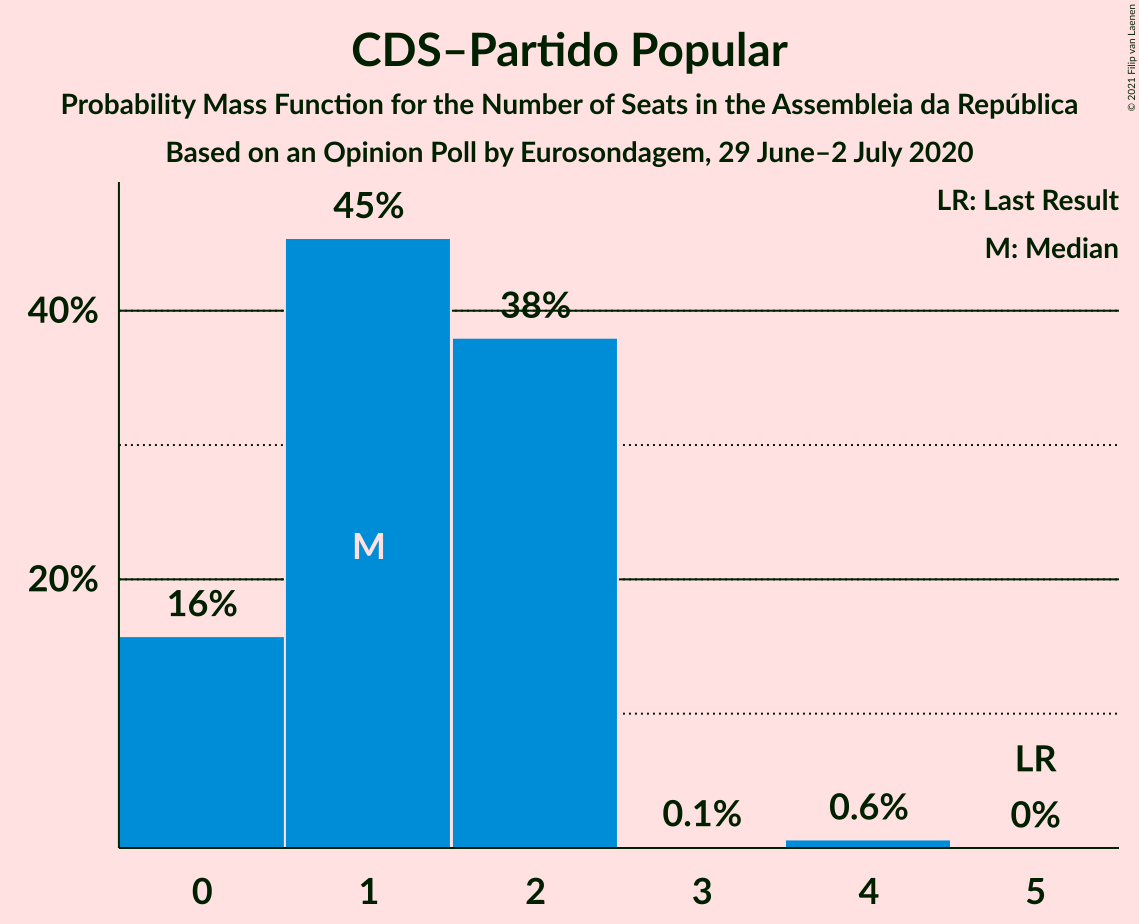 CDS–Partido Popular
Probability Mass Function for the Number of Seats in the Assembleia da República
Based on an Opinion Poll by Eurosondagem, 29 June–2 July 2020
© 2021 Filip van Laenen
LR: Last Result
M: Median
45%
40%
38%
M
20%
16%
LR
0.1%
0.6%
0%
0
1
2
3
4
5